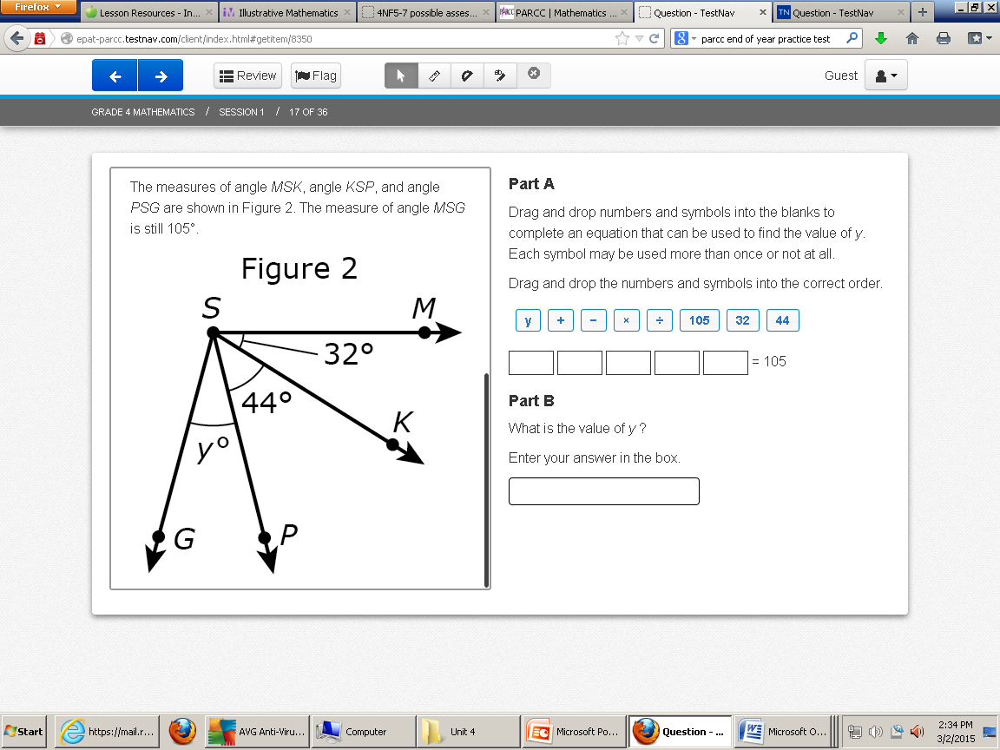 Firefox
Lesson Resources - In...
Illustrative Mathematics
4NF5-7 possible asses...
PARCC | Mathematics ...
Question - TestNav
TN Question - TestNav
epat-parcc.testnav.com/client/index.html#getitem/8350
parcc end of year practice test
Review
Flag
Guest
GRADE 4 MATHEMATICS / SESSION 1 / 17 OF 36
The measures of angle MSK, angle KSP, and angle
PSG are shown in Figure 2. The measure of angle MSG
is still 105°.
Figure 2
S
M
32°
44°
K
y°
G
P
Part A
Drag and drop numbers and symbols into the blanks to
complete an equation that can be used to find the value of y.
Each symbol may be used more than once or not at all.
Drag and drop the numbers and symbols into the correct order.
y + − × ÷ 105 32 44
= 105
Part B
What is the value of y ?
Enter your answer in the box.
Start
https://mail.r...
AVG Anti-Viru...
Computer
Unit 4
Microsoft Po...
Question - ...
Microsoft O...
2:34 PM
3/2/2015